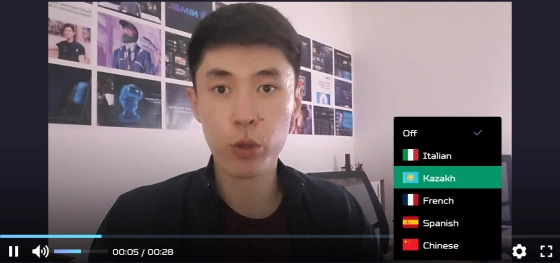 Off
Italian
Kazakh
French
Spanish
Chinese
00:05 / 00:28